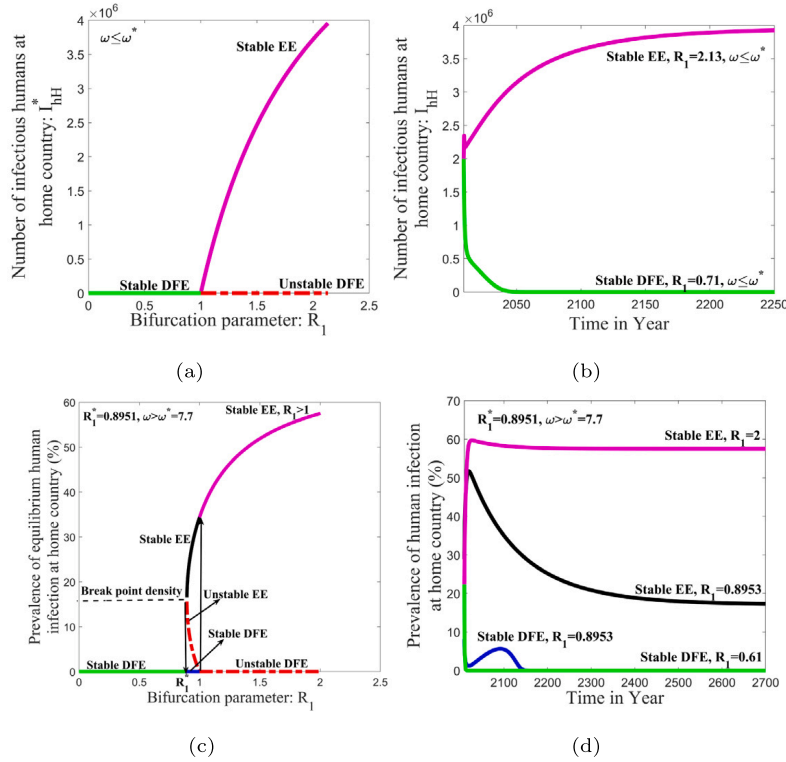 ×10⁶
ω≤ω*
Stable EE
Stable DFE
Unstable DFE
4
3.5
3
2.5
2
1.5
1
0.5
0
0 0.5 1 1.5 2 2.5
Number of infectious humans at
home country: I*hH
Bifurcation parameter: R₁
(a)
×10⁶
Stable EE, R₁=2.13, ω≤ω*
Stable DFE, R₁=0.71, ω≤ω*
4
3.5
3
2.5
2
1.5
1
0.5
0
2050 2100 2150 2200 2250
Number of infectious humans at
home country: I_hH
Time in Year
(b)
R₁*=0.8951, ω>ω*=7.7
Stable EE, R₁>1
Stable EE
Break point density
Unstable EE
Stable DFE
Stable DFE
Unstable DFE
60
50
40
30
20
10
0
0 0.5 R₁* 1 1.5 2 2.5
Prevalence of equilibrium human
infection at home country (%)
Bifurcation parameter: R₁
(c)
R₁*=0.8951, ω>ω*=7.7
Stable EE, R₁=2
Stable EE, R₁=0.8953
Stable DFE, R₁=0.8953
Stable DFE, R₁=0.61
70
60
50
40
30
20
10
0
2100 2200 2300 2400 2500 2600 2700
Prevalence of human infection
at home country (%)
Time in Year
(d)